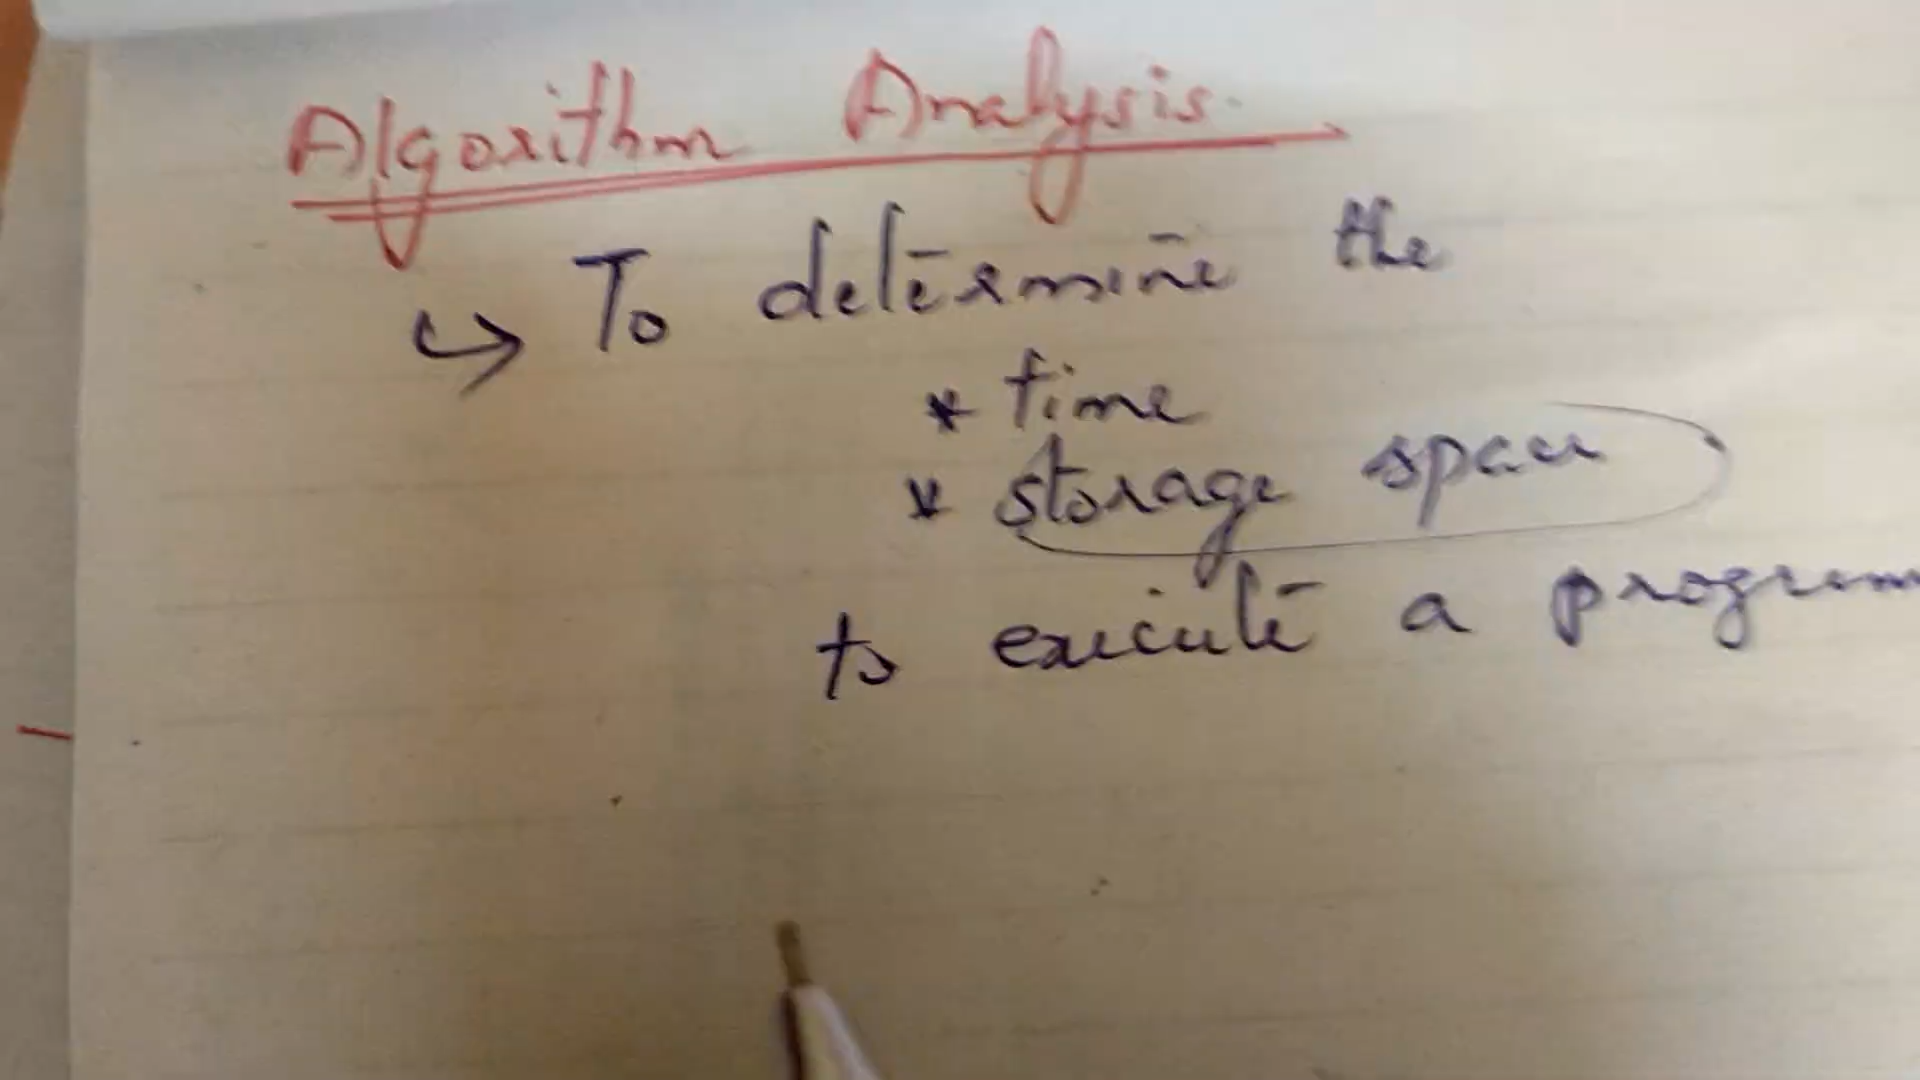 Algorithm Analysis.
↪ To determine the
* time
* storage space
to execute a program